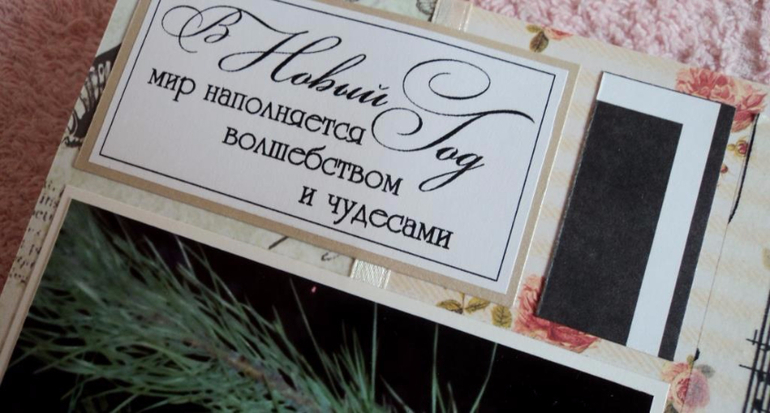 В Новый Год
мир наполняется
волшебством
и чудесами